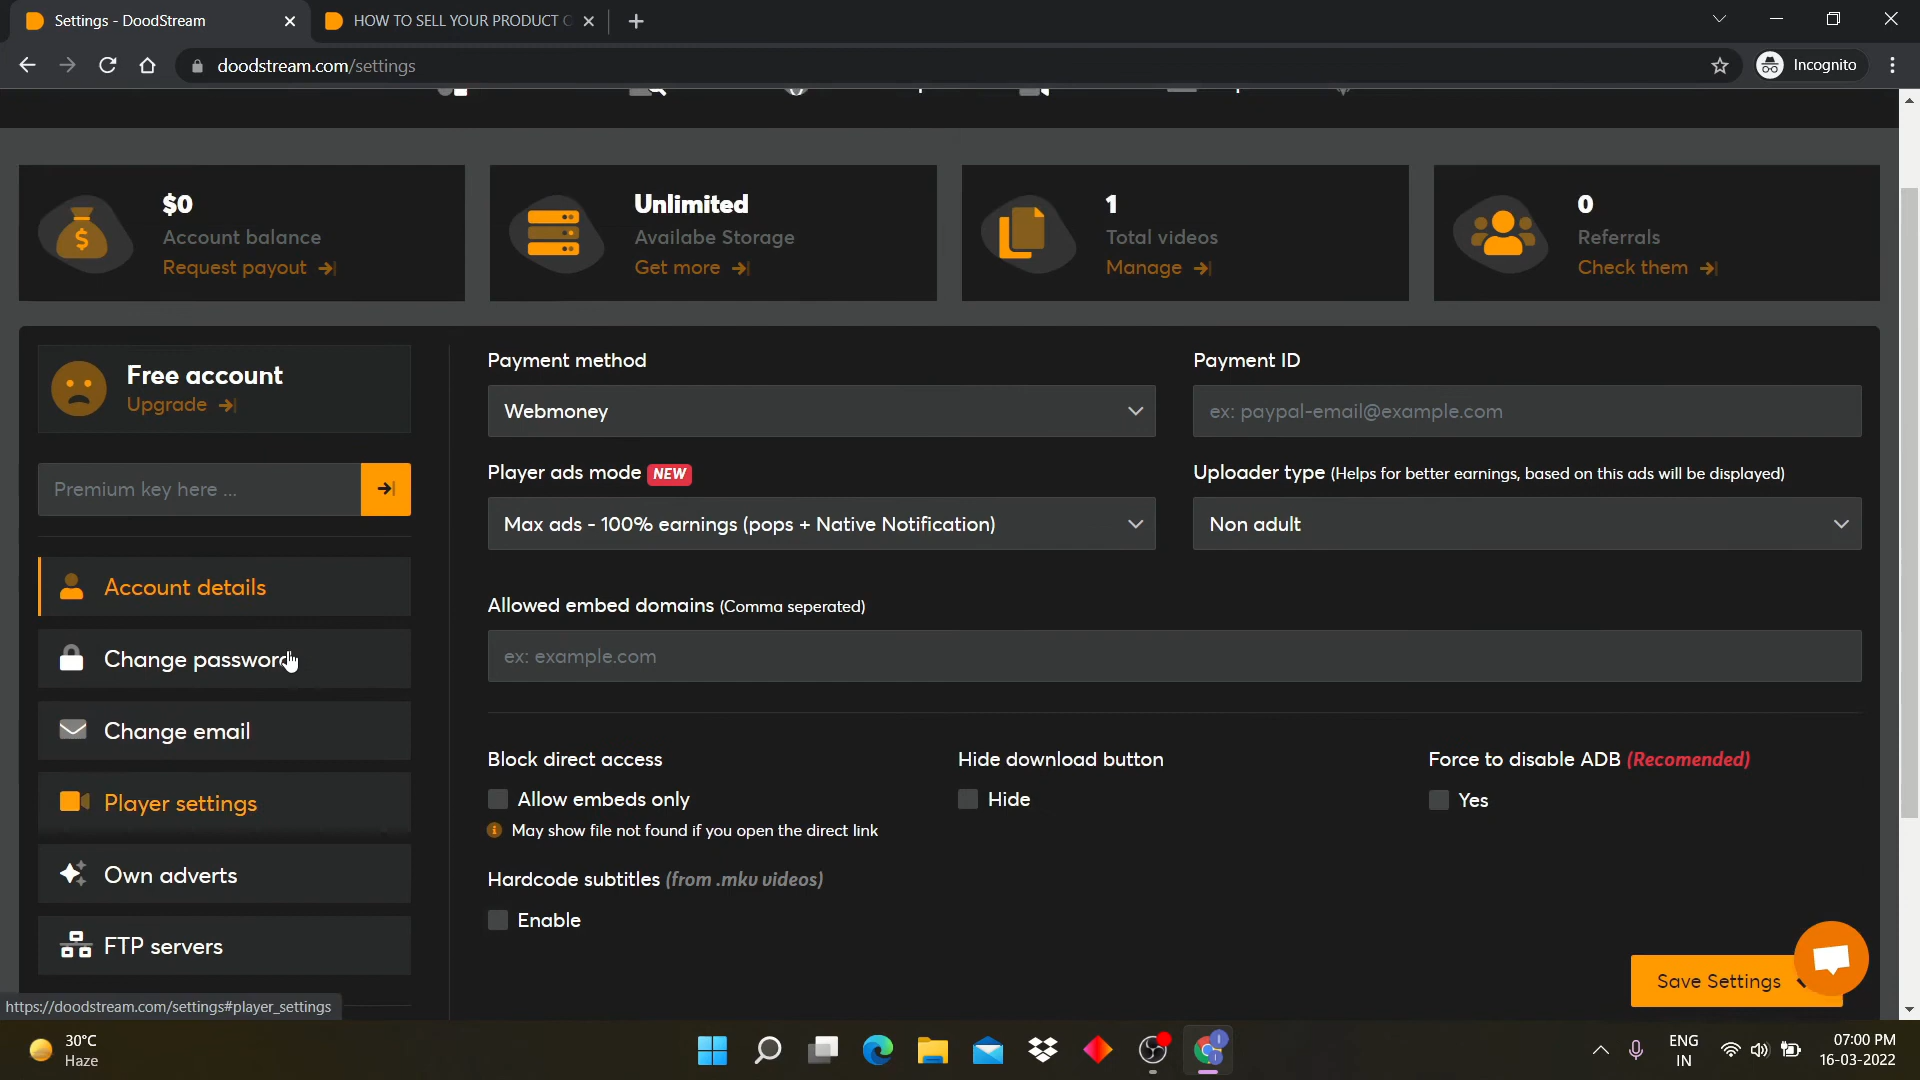 Settings - DoodStream
HOW TO SELL YOUR PRODUCT
doodstream.com/settings
Incognito
$0
Account balance
Request payout
Unlimited
Availabe Storage
Get more
1
Total videos
Manage
0
Referrals
Check them
Free account
Upgrade
Premium key here ...
Account details
Change password
Change email
Player settings
Own adverts
FTP servers
Payment method
Webmoney
Payment ID
ex: paypal-email@example.com
Player ads mode NEW
Max ads - 100% earnings (pops + Native Notification)
Uploader type (Helps for better earnings, based on this ads will be displayed)
Non adult
Allowed embed domains (Comma seperated)
ex: example.com
Block direct access
Allow embeds only
May show file not found if you open the direct link
Hide download button
Hide
Force to disable ADB (Recomended)
Yes
Hardcode subtitles (from .mkv videos)
Enable
Save Settings
https://doodstream.com/settings#player_settings
30°C
Haze
ENG
IN
07:00 PM
16-03-2022